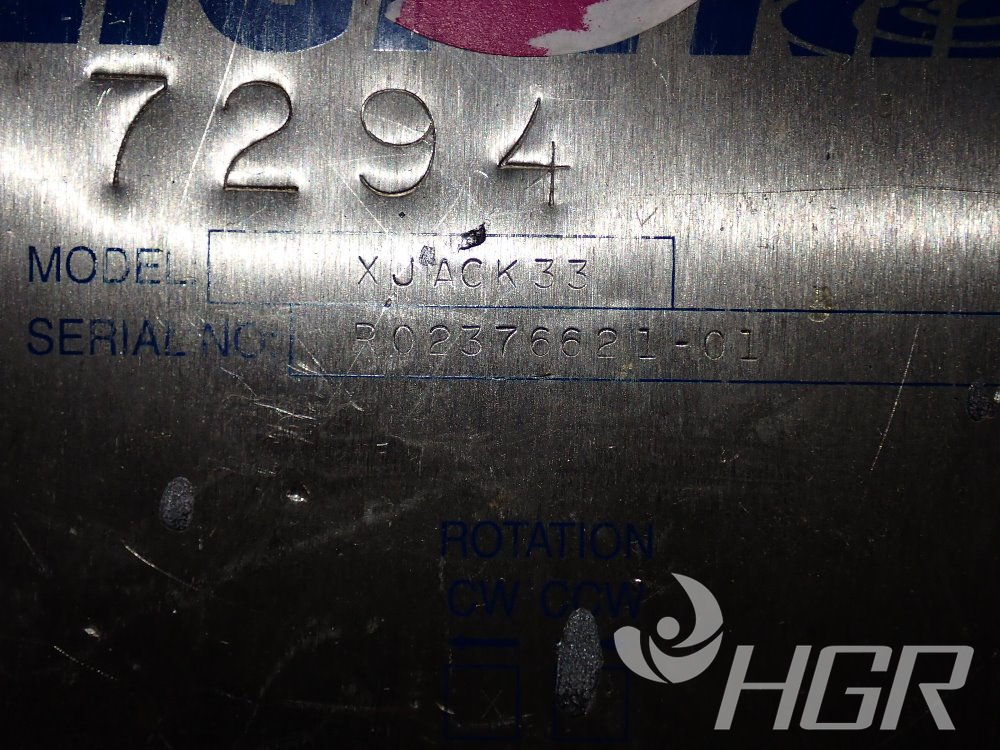 7294
MODEL XJACK33
SERIAL NO: R02376621-01
ROTATION
CW CCW
X
HGR